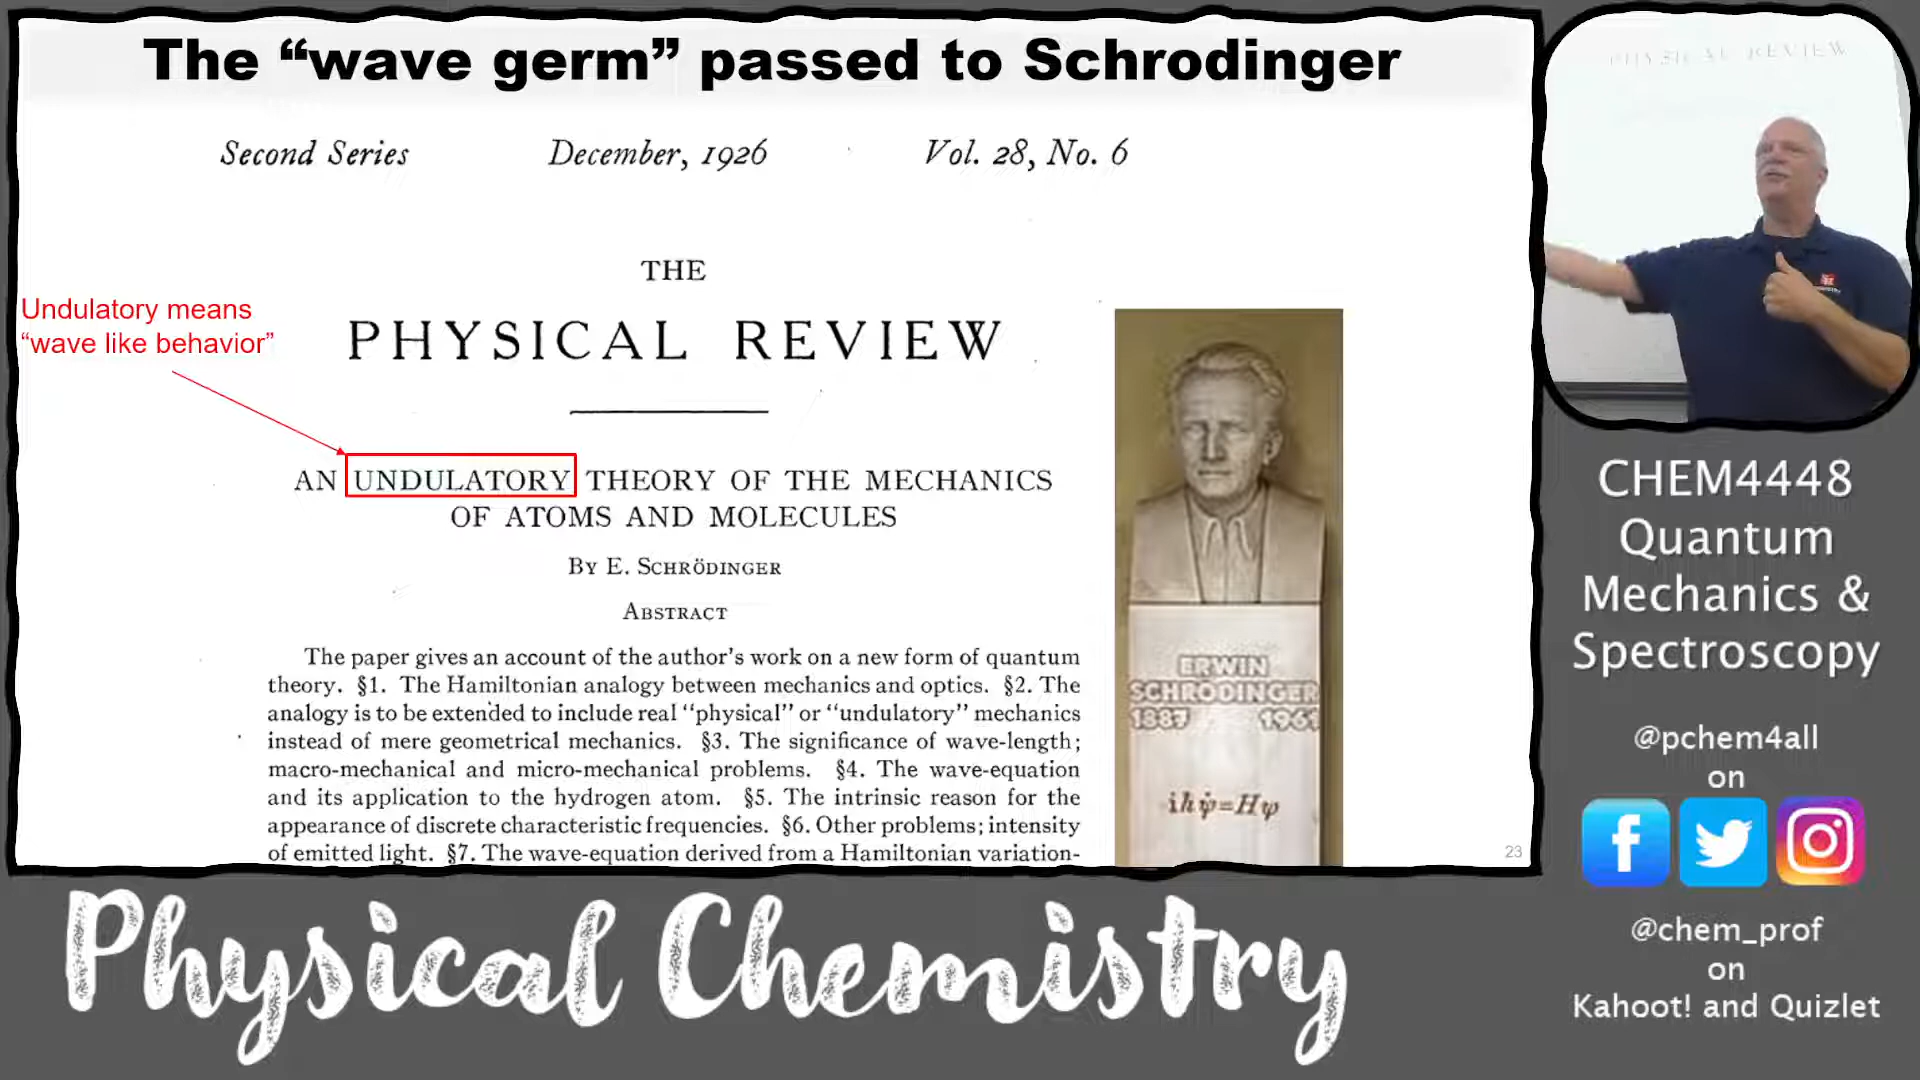 The “wave germ” passed to Schrodinger
Second Series December, 1926 Vol. 28, No. 6
THE
PHYSICAL REVIEW
Undulatory means
“wave like behavior”
AN UNDULATORY THEORY OF THE MECHANICS
OF ATOMS AND MOLECULES
By E. Schrödinger
Abstract
The paper gives an account of the author's work on a new form of quantum
theory. §1. The Hamiltonian analogy between mechanics and optics. §2. The
analogy is to be extended to include real “physical” or “undulatory” mechanics
instead of mere geometrical mechanics. §3. The significance of wave-length;
macro-mechanical and micro-mechanical problems. §4. The wave-equation
and its application to the hydrogen atom. §5. The intrinsic reason for the
appearance of discrete characteristic frequencies. §6. Other problems; intensity
of emitted light. §7. The wave-equation derived from a Hamiltonian variation-
ERWIN
SCHRODINGER
1887 1961
iħψ̇=Hψ
23
PHYSICAL REVIEW
CHEM4448
Quantum
Mechanics &
Spectroscopy
@pchem4all
on
@chem_prof
on
Kahoot! and Quizlet
Physical Chemistry